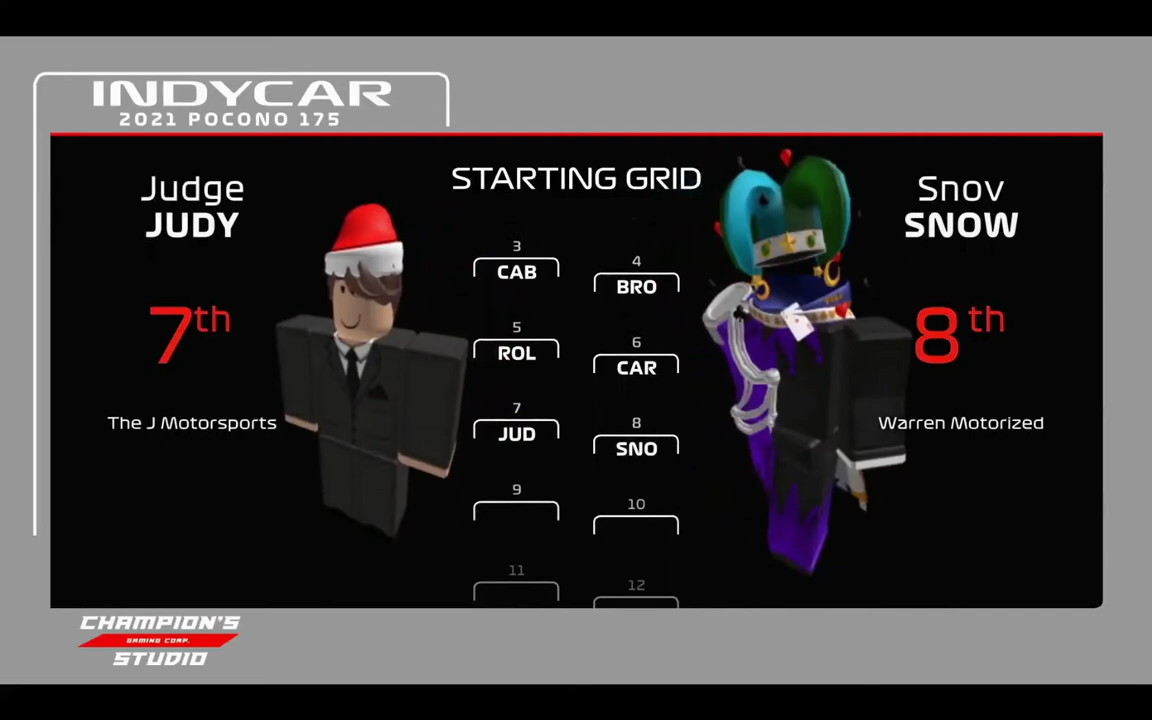 INDYCAR
2021 POCONO 175
Judge
JUDY
7th
The J Motorsports
STARTING GRID
3
CAB
4
BRO
5
ROL
6
CAR
7
JUD
8
SNO
9
10
11
12
Snov
SNOW
8th
Warren Motorized
CHAMPION'S
GAMING CORP.
STUDIO